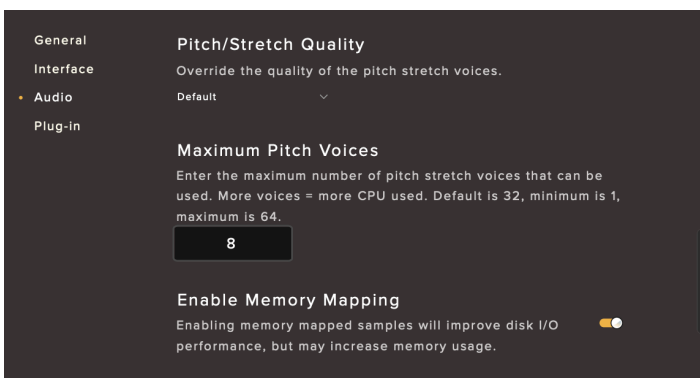 General
Interface
Audio
Plug-in
Pitch/Stretch Quality
Override the quality of the pitch stretch voices.
Default
Maximum Pitch Voices
Enter the maximum number of pitch stretch voices that can be
used. More voices = more CPU used. Default is 32, minimum is 1,
maximum is 64.
8
Enable Memory Mapping
Enabling memory mapped samples will improve disk I/O
performance, but may increase memory usage.